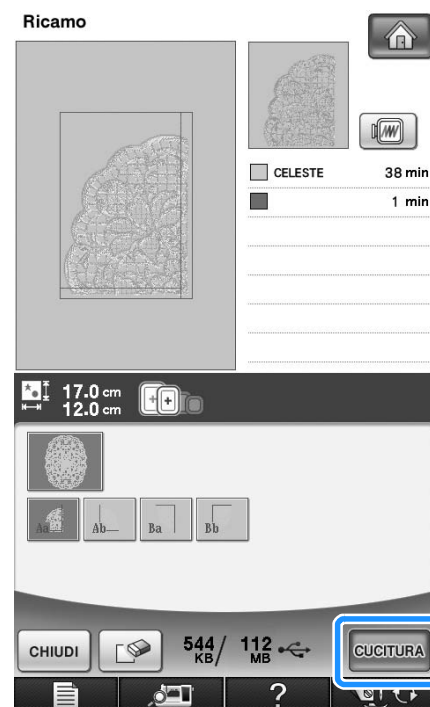 Ricamo
CELESTE 38 min
1 min
17.0 cm
12.0 cm
Aa Ab Ba Bb
CHIUDI 544 KB / 112 MB CUCITURA
?